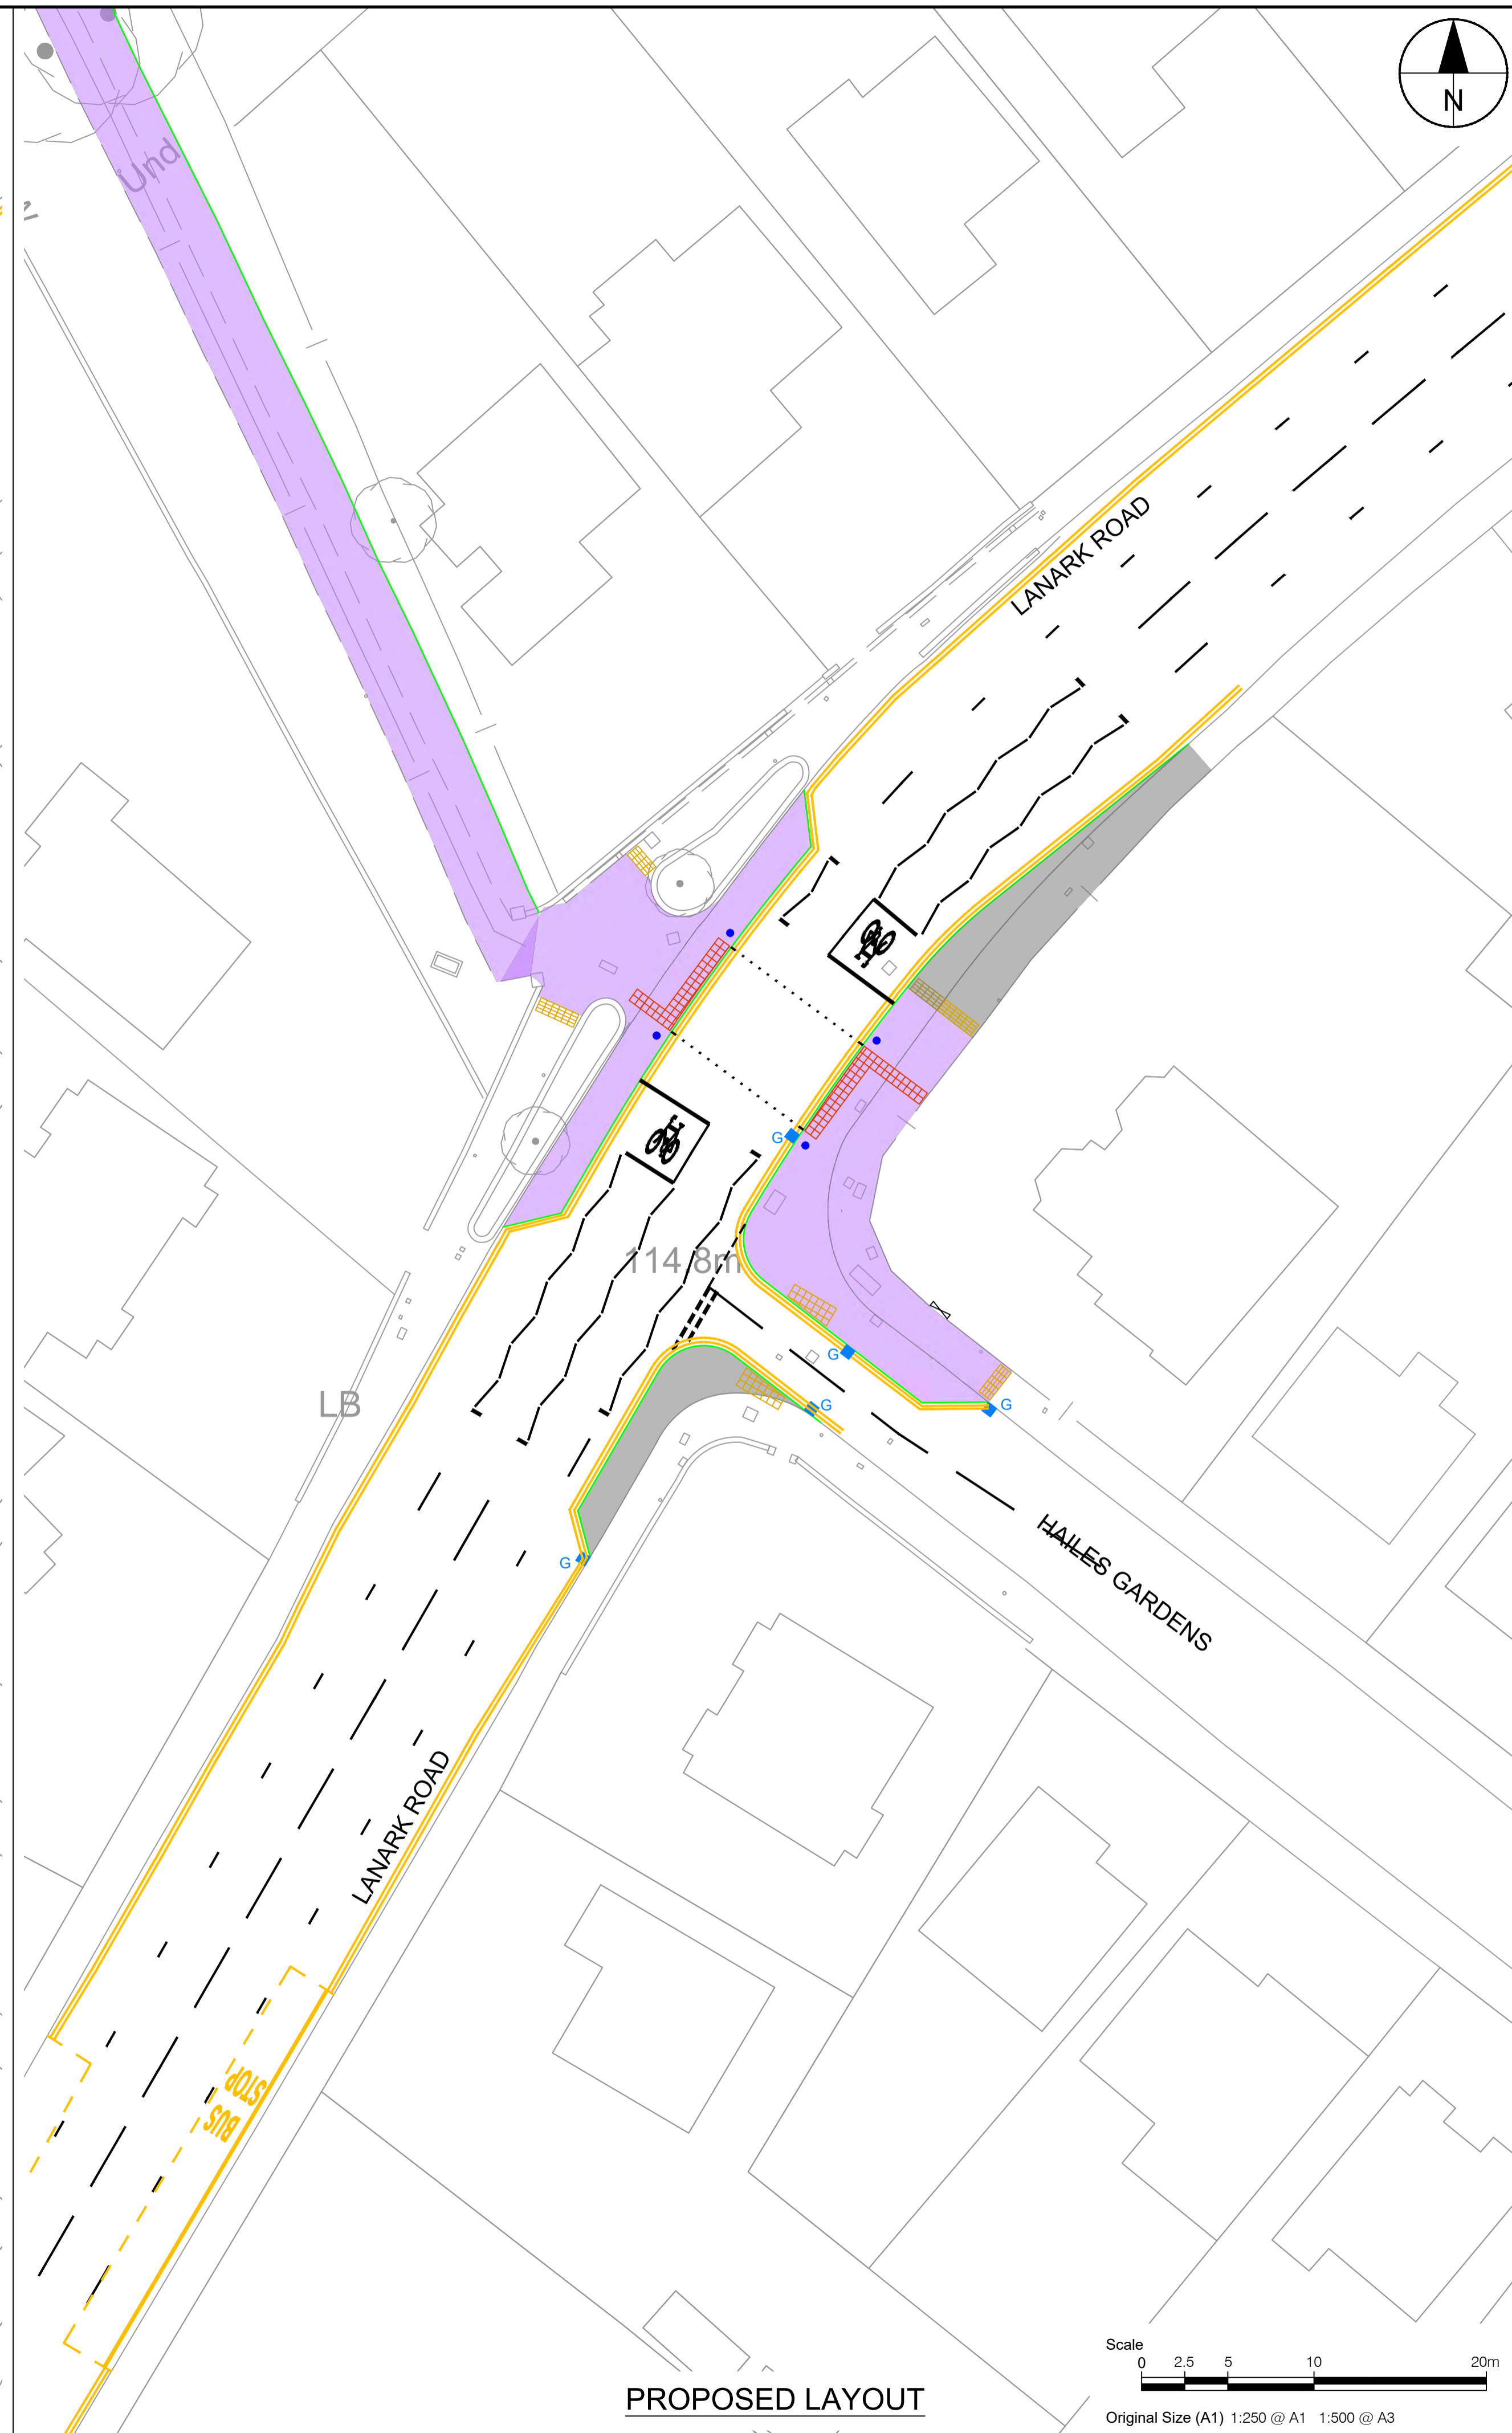 N
Und
LANARK ROAD
G
114.8m
G
G
G
LB
G
HAILES GARDENS
LANARK ROAD
BUS
STOP
Scale
0 2.5 5 10 20m
PROPOSED LAYOUT
Original Size (A1) 1:250 @ A1 1:500 @ A3